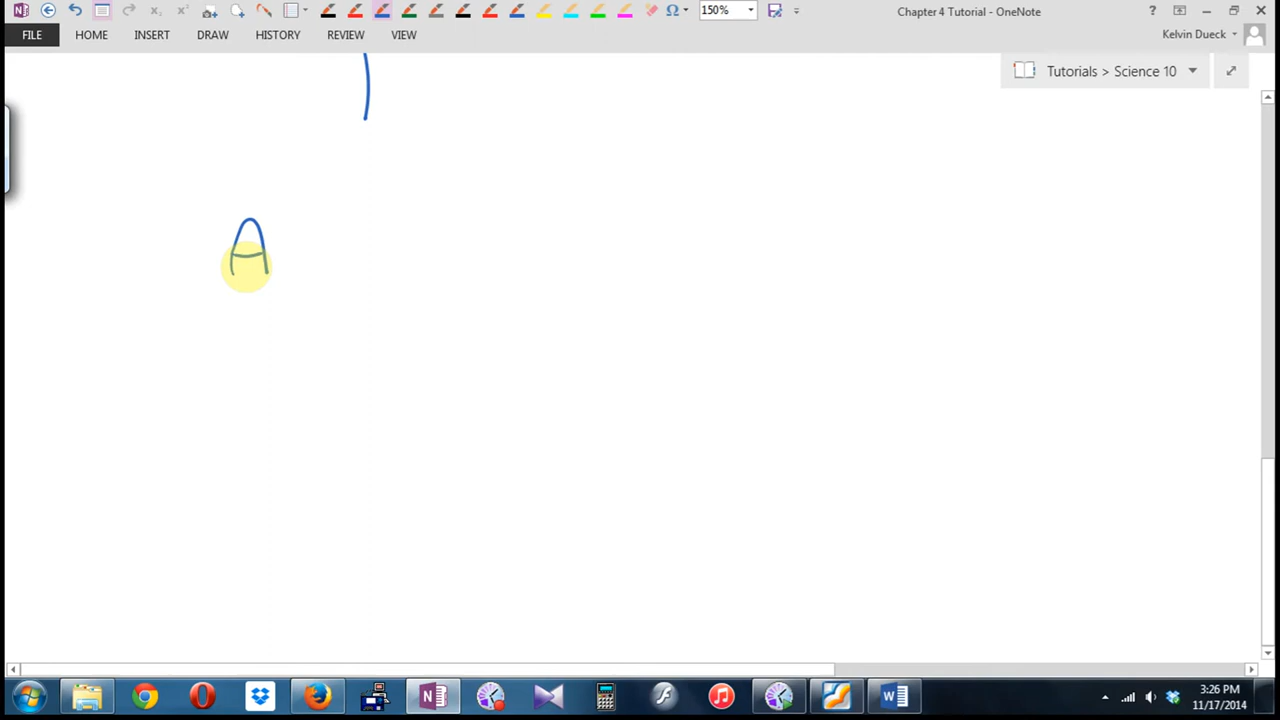 150%
Chapter 4 Tutorial - OneNote
?
FILE
HOME
INSERT
DRAW
HISTORY
REVIEW
VIEW
Kelvin Dueck
Tutorials > Science 10
A
3:26 PM
11/17/2014